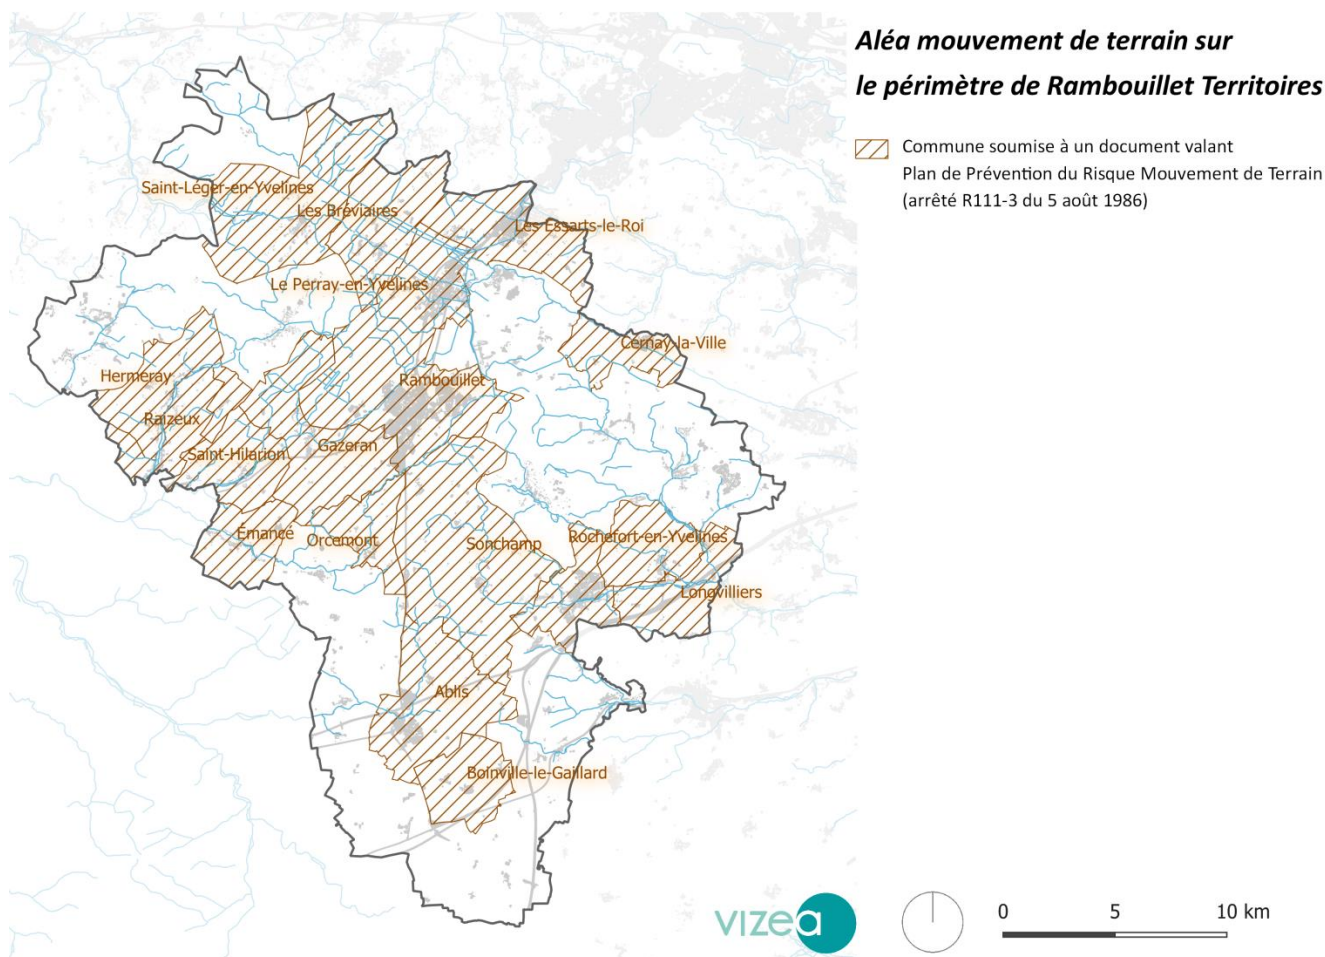 Aléa mouvement de terrain sur
le périmètre de Rambouillet Territoires
Commune soumise à un document valant
Plan de Prévention du Risque Mouvement de Terrain
(arrêté R111-3 du 5 août 1986)
Saint-Léger-en-Yvelines
Les Bréviaires
Les Essarts-le-Roi
Le Perray-en-Yvelines
Cernay-la-Ville
Hermeray
Rambouillet
Raizeux
Gazeran
Saint-Hilarion
Émancé
Orcemont
Sonchamp
Rochefort-en-Yvelines
Longvilliers
Ablis
Boinville-le-Gaillard
vizea
0 5 10 km